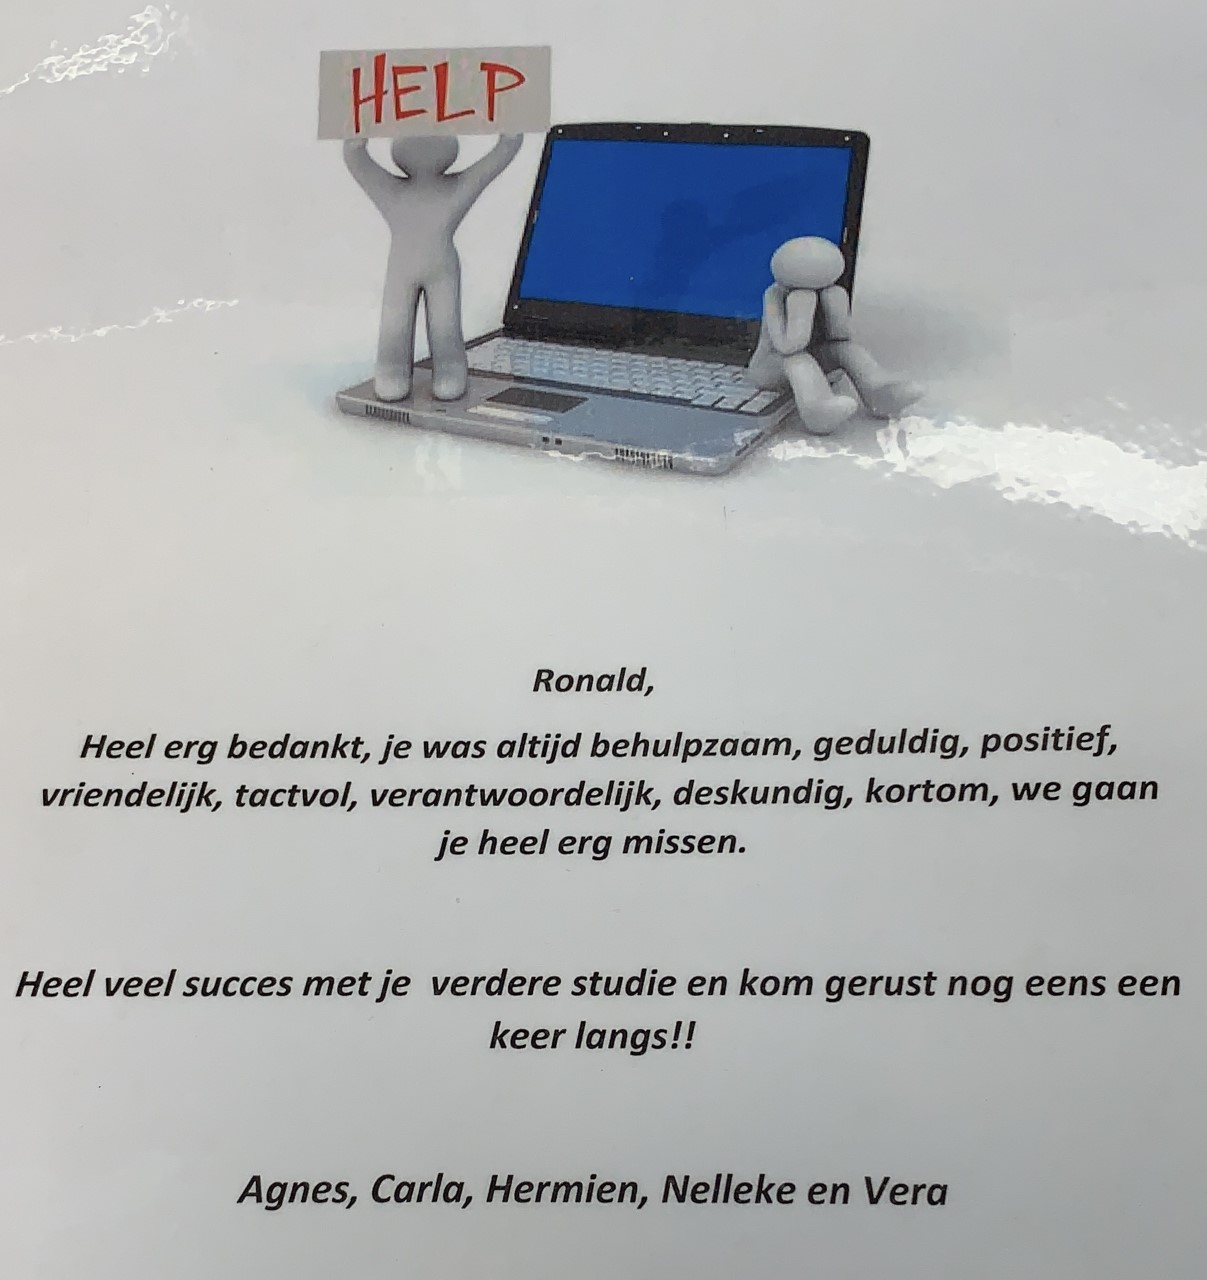 HELP
Ronald,
Heel erg bedankt, je was altijd behulpzaam, geduldig, positief,
vriendelijk, tactvol, verantwoordelijk, deskundig, kortom, we gaan
je heel erg missen.
Heel veel succes met je  verdere studie en kom gerust nog eens een
keer langs!!
Agnes, Carla, Hermien, Nelleke en Vera